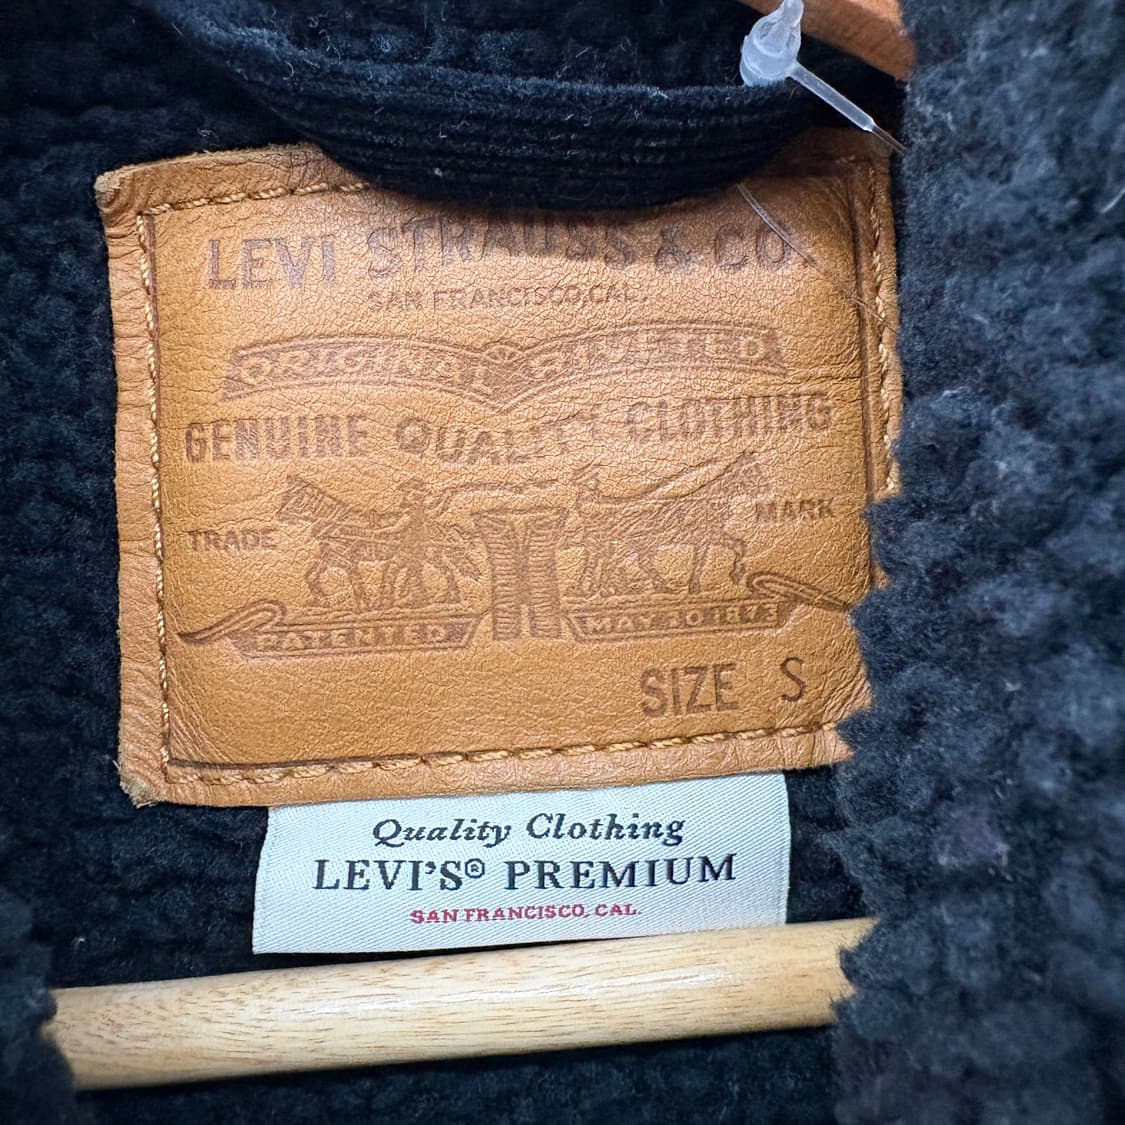 LEVI STRAUSS & CO.
SAN FRANCISCO, CAL.
ORIGINAL RIVETED
GENUINE QUALITY CLOTHING
TRADE MARK
PATENTED MAY 20 1873
SIZE S
Quality Clothing
LEVI'S® PREMIUM
SAN FRANCISCO, CAL.